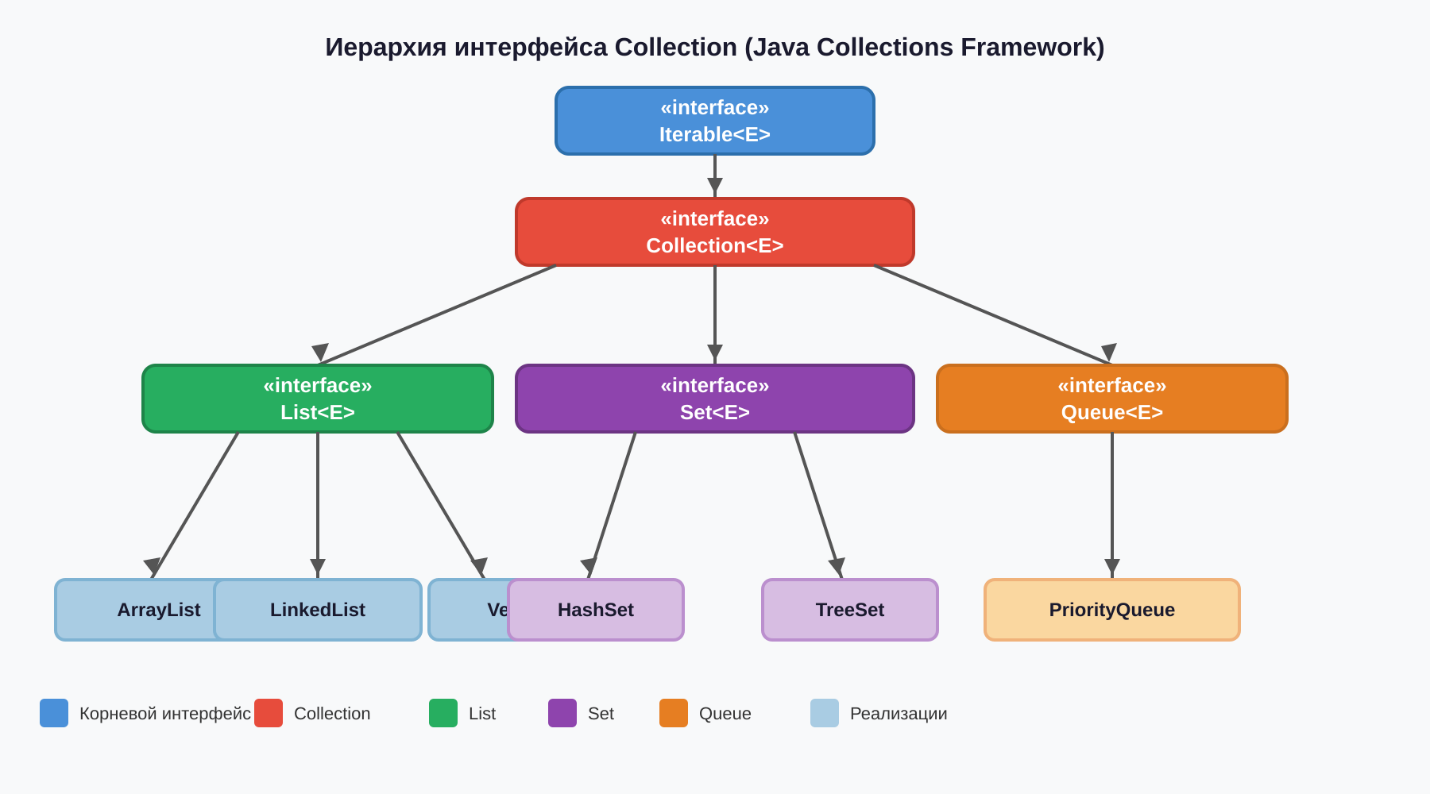 Иерархия интерфейса Collection (Java Collections Framework)
«interface»
Iterable<E>
«interface»
Collection<E>
«interface»
List<E>
«interface»
Set<E>
«interface»
Queue<E>
ArrayList
LinkedList
Ve
HashSet
TreeSet
PriorityQueue
Корневой интерфейс
Collection
List
Set
Queue
Реализации